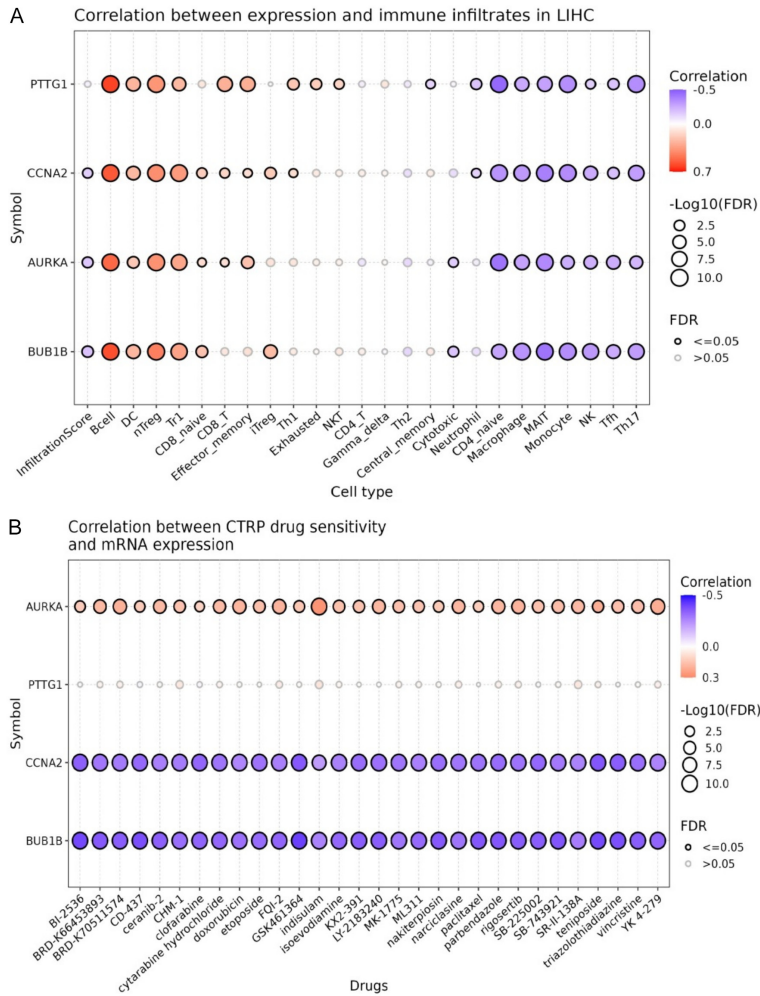 A
Correlation between expression and immune infiltrates in LIHC
Symbol
PTTG1
CCNA2
AURKA
BUB1B
InfiltrationScore
Bcell
DC
nTreg
Tr1
CD8_naive
CD8_T
Effector_memory
iTreg
Th1
Exhausted
NKT
CD4_T
Gamma_delta
Th2
Central_memory
Cytotoxic
Neutrophil
CD4_naive
Macrophage
MAIT
Monocyte
NK
Tfh
Th17
Cell type
Correlation
-0.5
0.0
0.7
-Log10(FDR)
2.5
5.0
7.5
10.0
FDR
<=0.05
>0.05
B
Correlation between CTRP drug sensitivity
and mRNA expression
Symbol
AURKA
PTTG1
CCNA2
BUB1B
BI-2536
BRD-K66453893
BRD-K70511574
CD-437
ceranib-2
CHM-1
clofarabine
cytarabine hydrochloride
doxorubicin
etoposide
FQI-2
GSK461364
indisulam
isoevodiamine
KX2-391
LY-2183240
MK-1775
ML311
nakiterpiosin
narciclasine
paclitaxel
parbendazole
rigosertib
SB-225002
SB-743921
SR-II-138A
teniposide
triazolothiadiazine
vincristine
YK 4-279
Drugs
Correlation
-0.5
0.0
0.3
-Log10(FDR)
2.5
5.0
7.5
10.0
FDR
<=0.05
>0.05